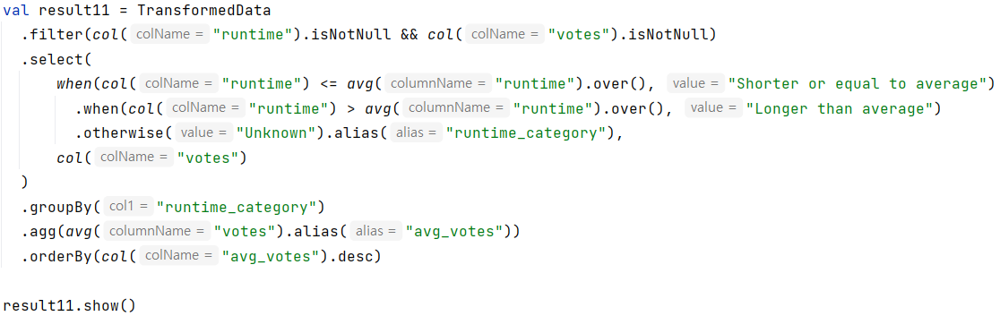 val result11 = TransformedData
  .filter(col( colName = "runtime").isNotNull && col( colName = "votes").isNotNull)
  .select(
      when(col( colName = "runtime") <= avg( columnName = "runtime").over(), value = "Shorter or equal to average")
        .when(col( colName = "runtime") > avg( columnName = "runtime").over(), value = "Longer than average")
        .otherwise( value = "Unknown").alias( alias = "runtime_category"),
      col( colName = "votes")
  )
  .groupBy( col1 = "runtime_category")
  .agg(avg( columnName = "votes").alias( alias = "avg_votes"))
  .orderBy(col( colName = "avg_votes").desc)

result11.show()